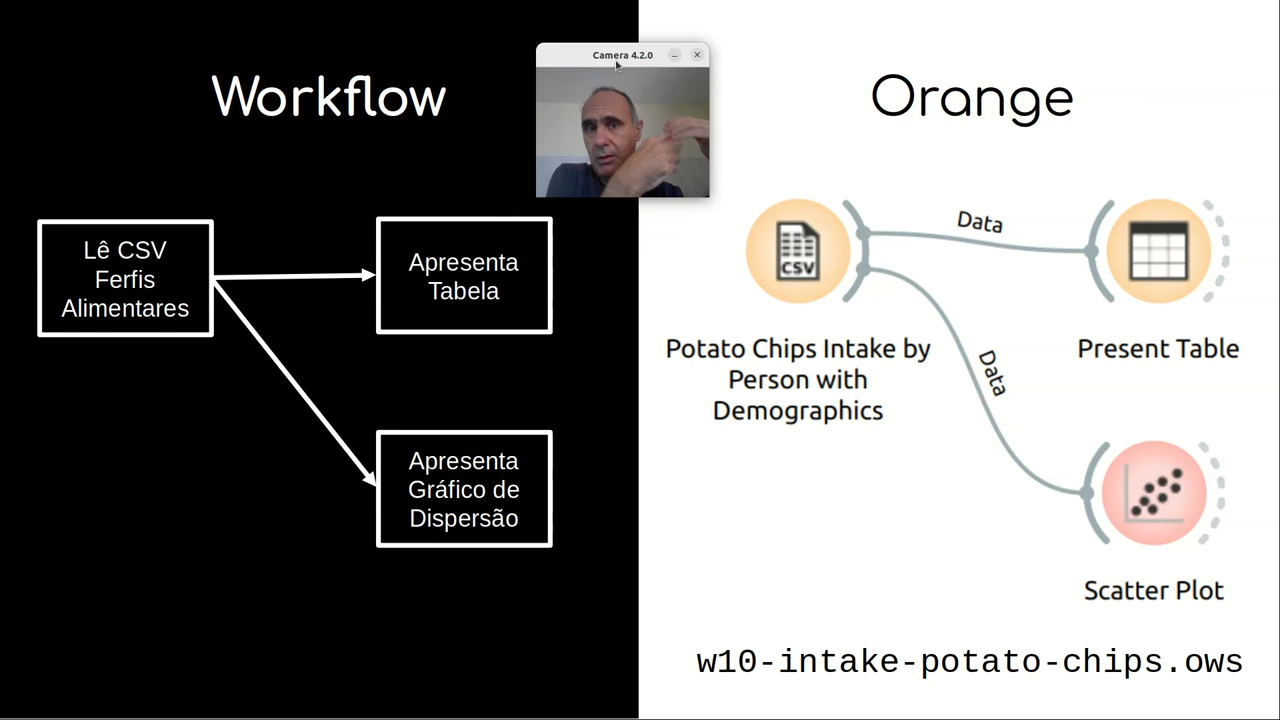 Workflow
Camera 4.2.0
Orange
Lê CSV
Ferfis
Alimentares
Apresenta
Tabela
Apresenta
Gráfico de
Dispersão
CSV
Data
Data
Potato Chips Intake by
Person with
Demographics
Present Table
Scatter Plot
w10-intake-potato-chips.ows